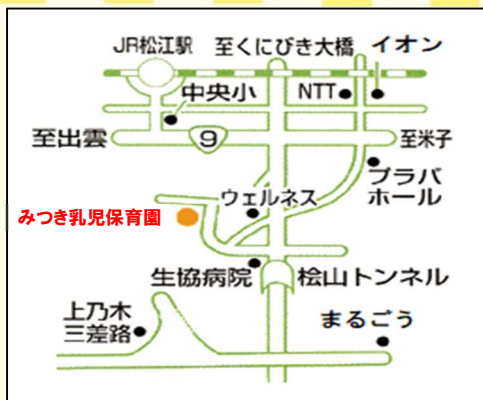 JR松江駅
至くにびき大橋
イオン
中央小
NTT
至出雲
9
至米子
プラバ
ホール
ウェルネス
みつき乳児保育園
生協病院
桧山トンネル
上乃木
三差路
まるごう